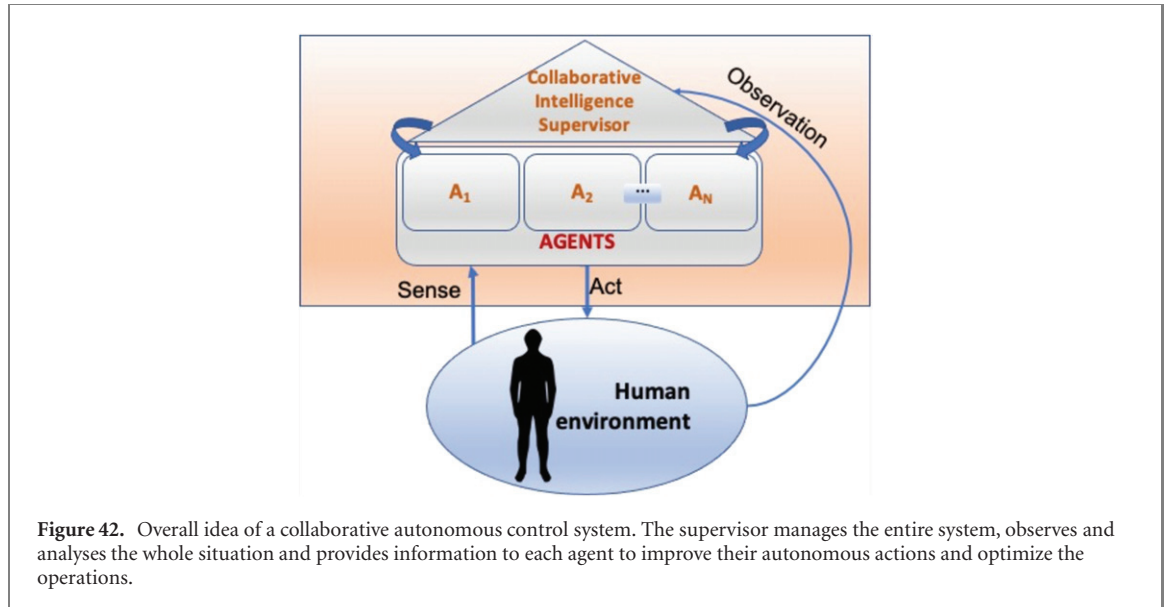 Collaborative
Intelligence
Supervisor
Observation
A₁
A₂
...
A_N
AGENTS
Sense
Act
Human
environment
Figure 42. Overall idea of a collaborative autonomous control system. The supervisor manages the entire system, observes and
analyses the whole situation and provides information to each agent to improve their autonomous actions and optimize the
operations.